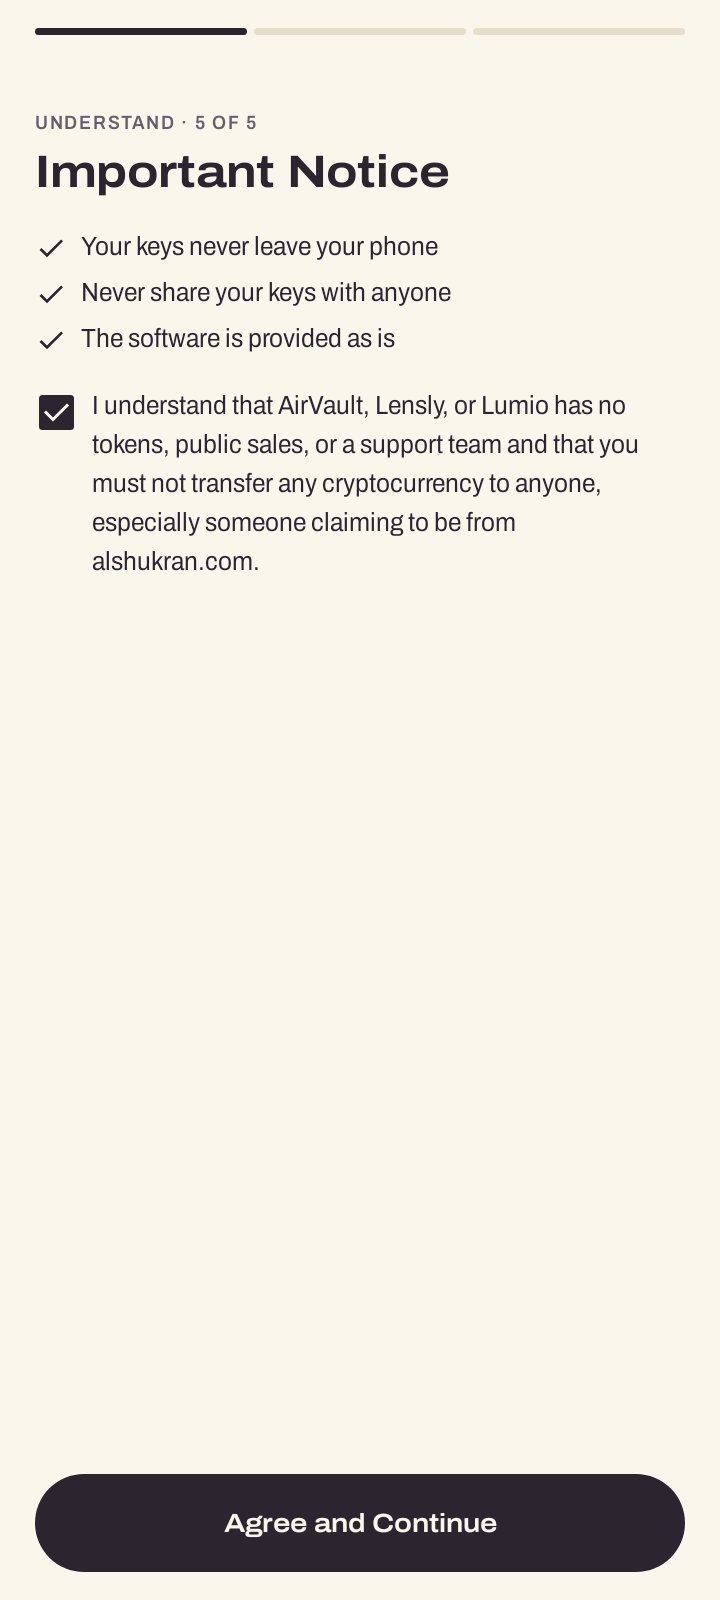 UNDERSTAND · 5 OF 5
Important Notice
Your keys never leave your phone
Never share your keys with anyone
The software is provided as is
I understand that AirVault, Lensly, or Lumio has no
tokens, public sales, or a support team and that you
must not transfer any cryptocurrency to anyone,
especially someone claiming to be from
alshukran.com.
Agree and Continue